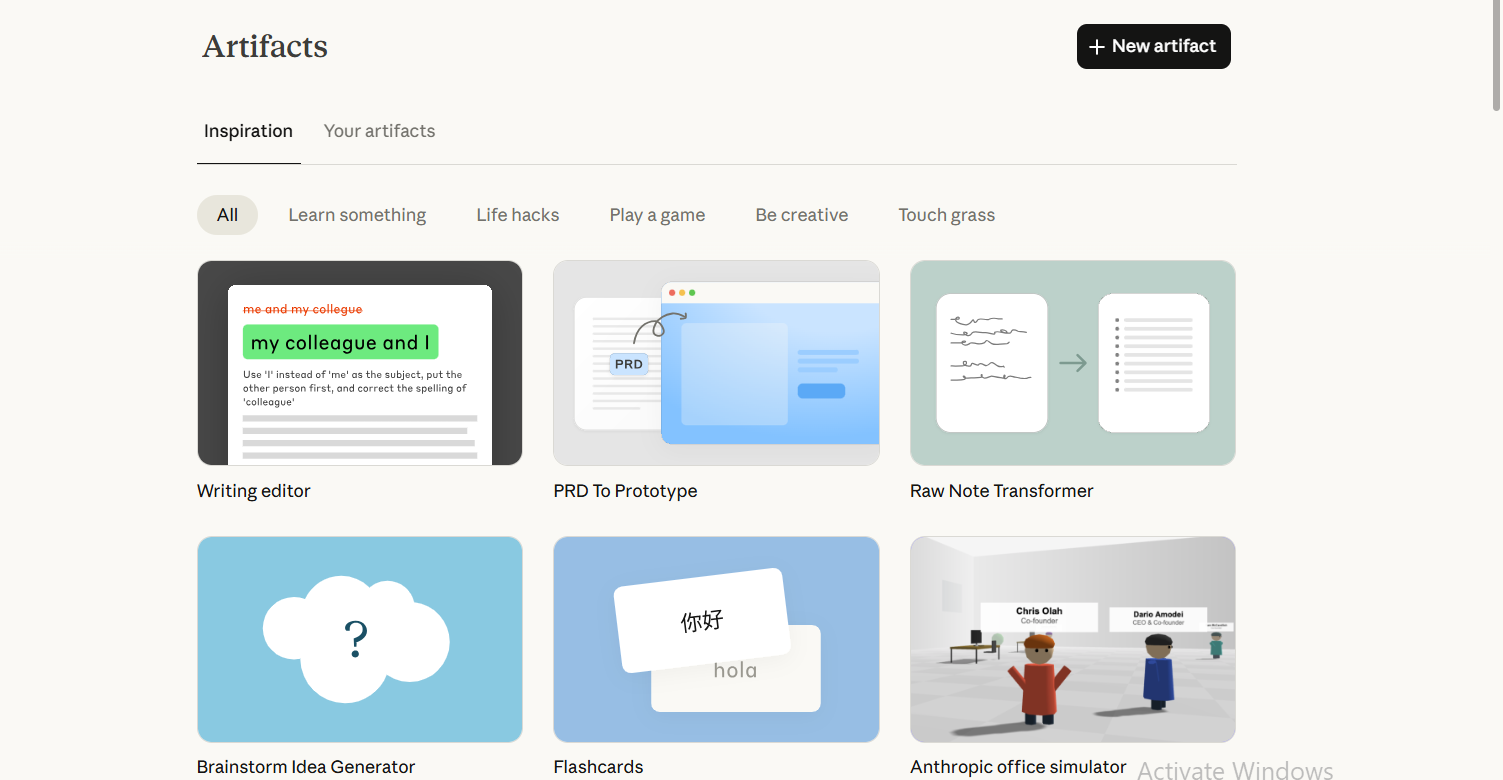 Artifacts
+ New artifact
Inspiration
Your artifacts
All
Learn something
Life hacks
Play a game
Be creative
Touch grass
me and my collegue
my colleague and I
Use 'I' instead of 'me' as the subject, put the
other person first, and correct the spelling of
'colleague'
PRD
Writing editor
PRD To Prototype
Raw Note Transformer
?
你好
hola
Chris Olah
Co-founder
Dario Amodei
CEO & Co-founder
Brainstorm Idea Generator
Flashcards
Anthropic office simulator
Activate Windows